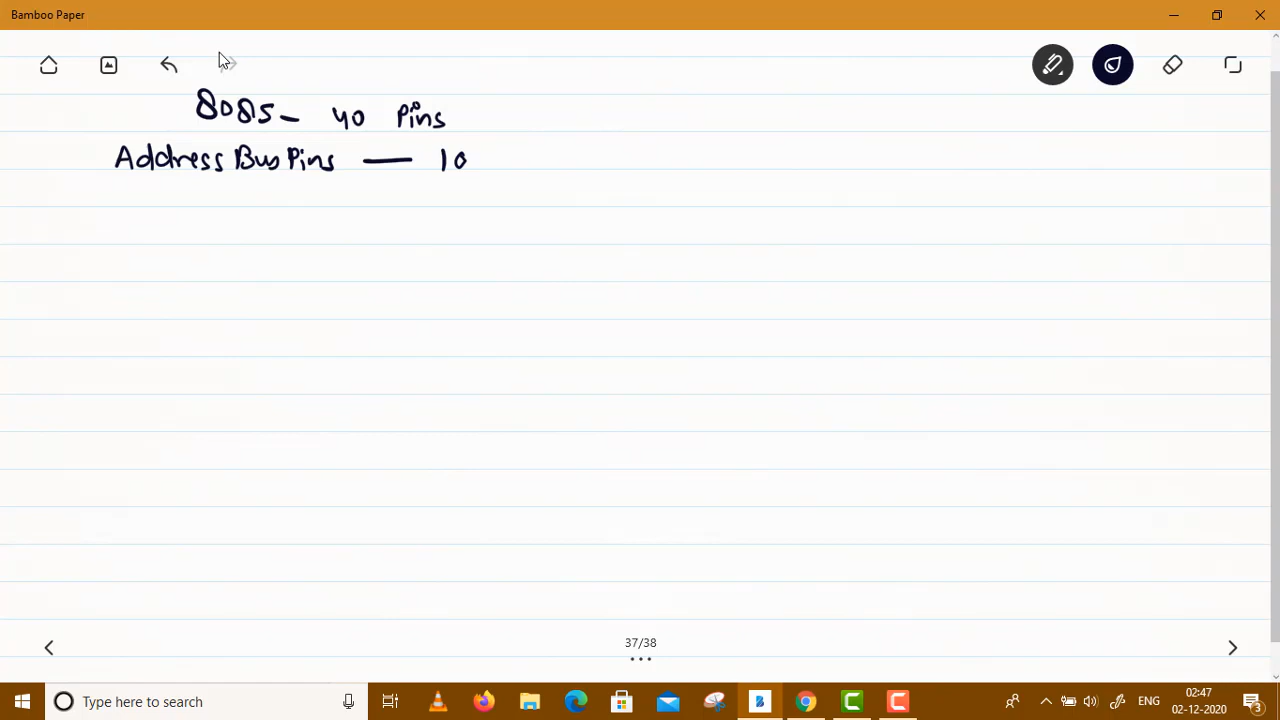 Bamboo Paper
8085 - 40 Pins
Address Bus Pins — 10
37/38
Type here to search
ENG
02:47
02-12-2020
3